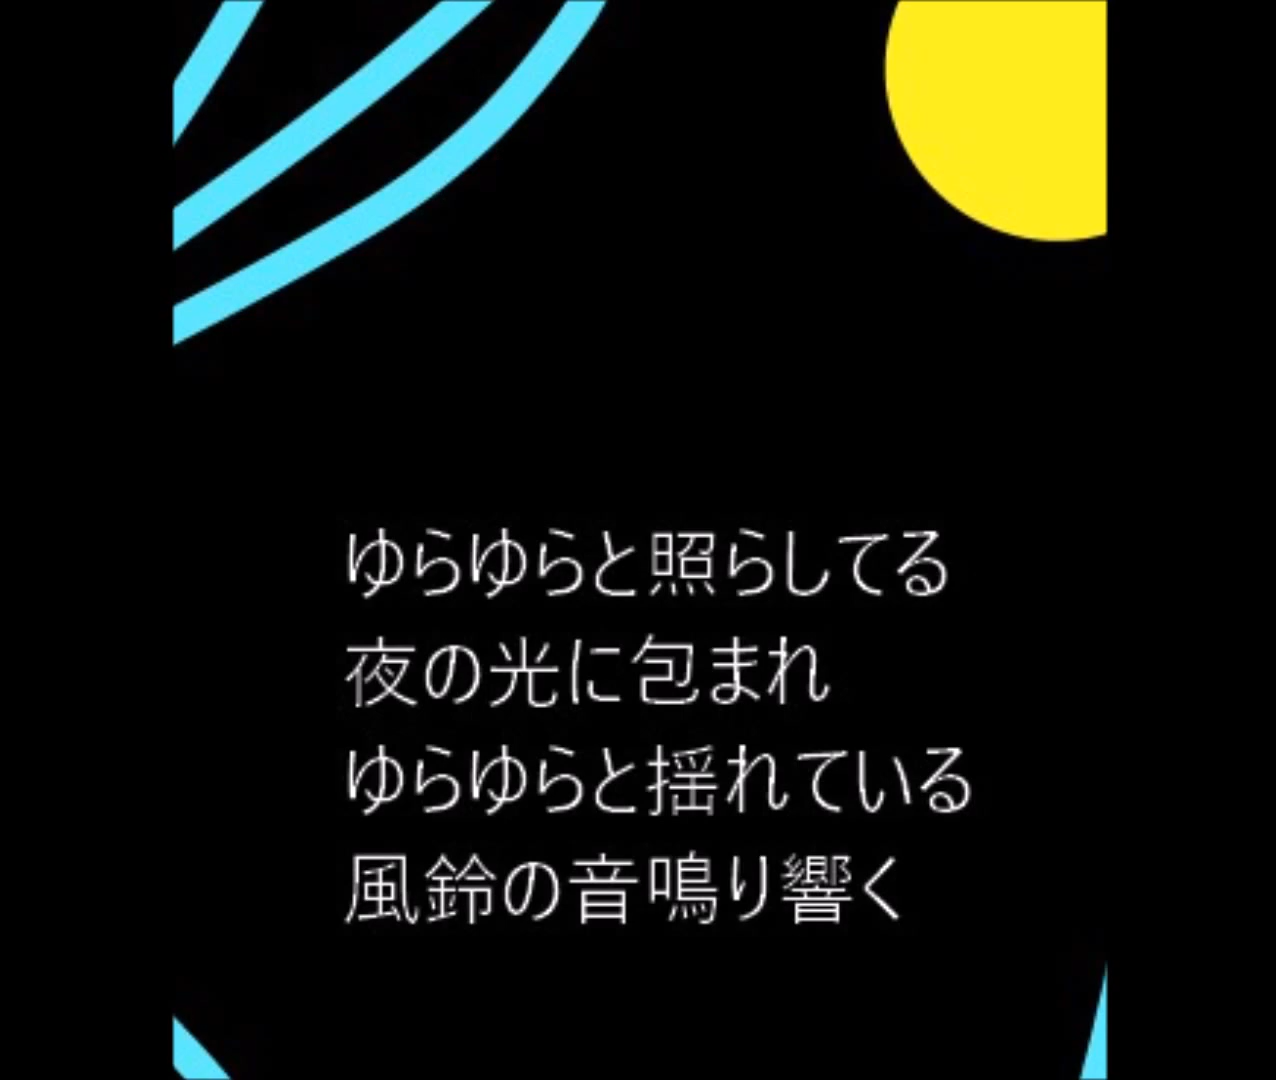 ゆらゆらと照らしてる
夜の光に包まれ
ゆらゆらと揺れている
風鈴の音鳴り響く